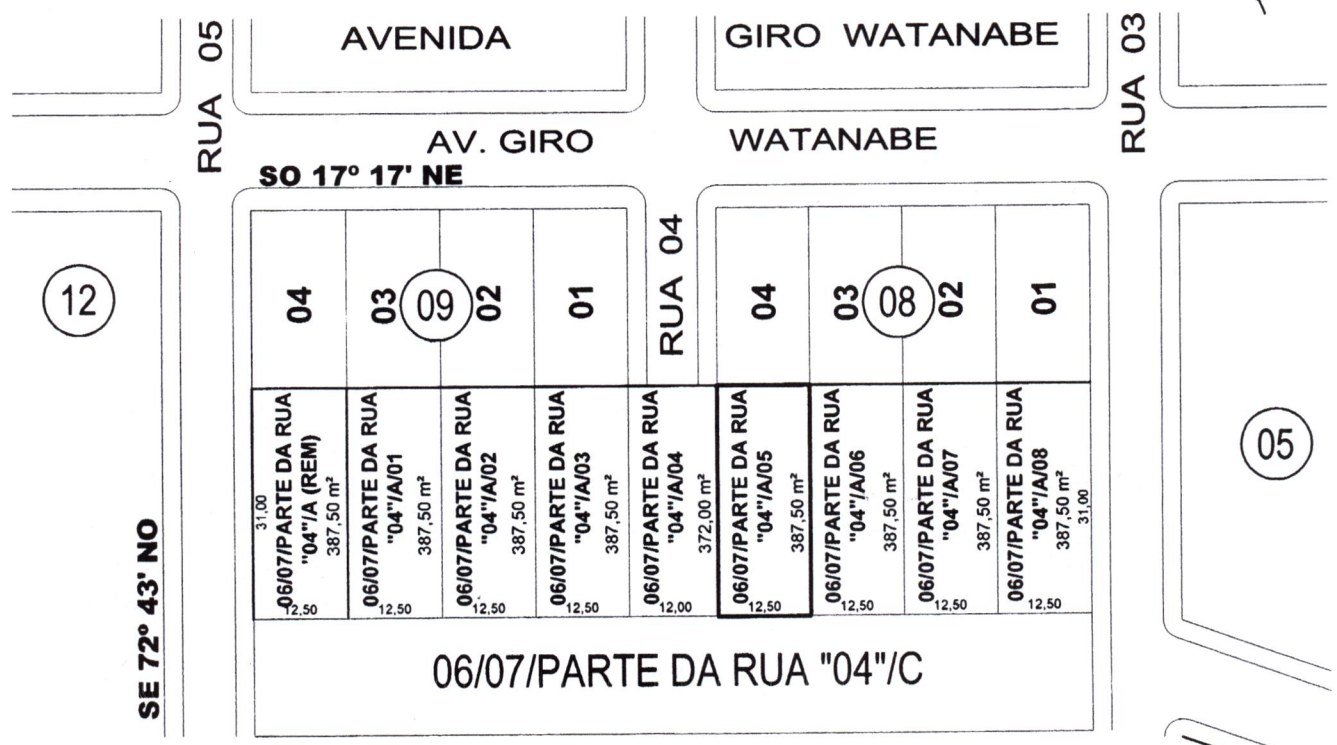 AVENIDA GIRO WATANABE
RUA 05
RUA 03
AV. GIRO WATANABE
SO 17º 17' NE
12
04
03
09
02
01
RUA 04
04
03
08
02
01
05
31,00
06/07/PARTE DA RUA
"04"/A (REM)
387,50 m²
12,50
06/07/PARTE DA RUA
"04"/A/01
387,50 m²
12,50
06/07/PARTE DA RUA
"04"/A/02
387,50 m²
12,50
06/07/PARTE DA RUA
"04"/A/03
387,50 m²
12,50
06/07/PARTE DA RUA
"04"/A/04
372,00 m²
12,00
06/07/PARTE DA RUA
"04"/A/05
387,50 m²
12,50
06/07/PARTE DA RUA
"04"/A/06
387,50 m²
12,50
06/07/PARTE DA RUA
"04"/A/07
387,50 m²
12,50
06/07/PARTE DA RUA
"04"/A/08
387,50 m²
31,00
12,50
SE 72º 43' NO
06/07/PARTE DA RUA "04"/C